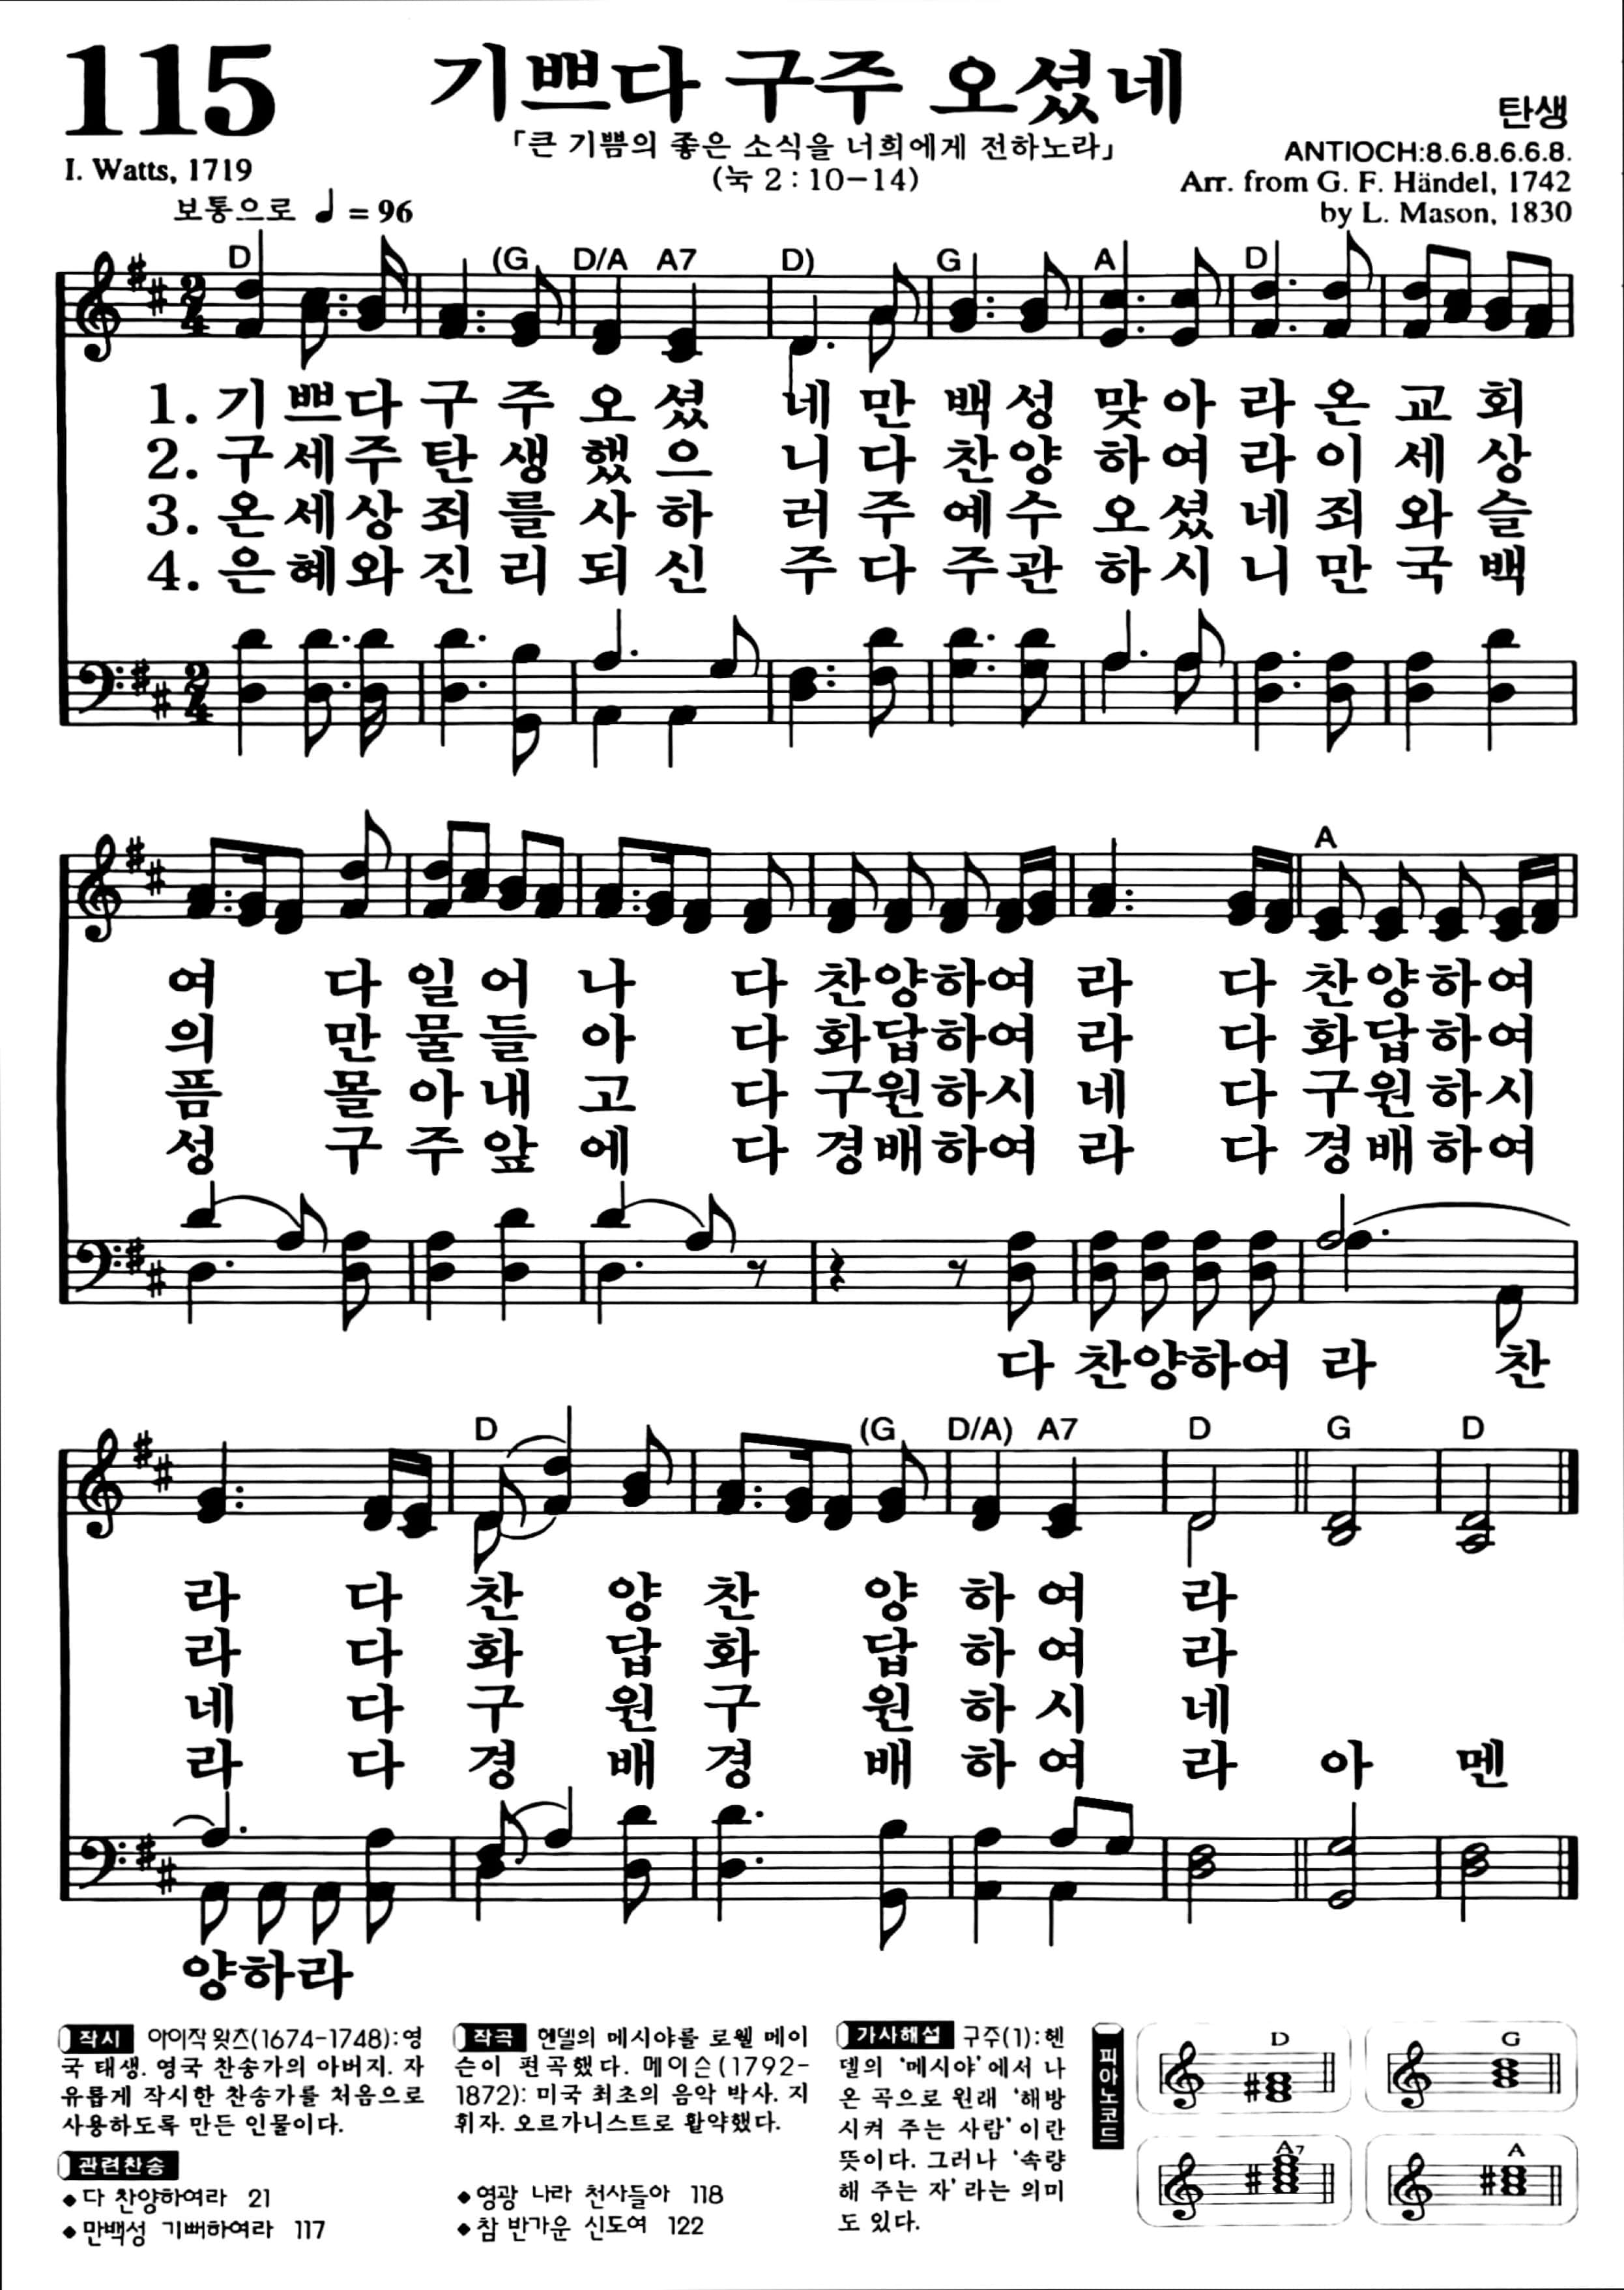 115
기쁘다 구주 오셨네
「큰 기쁨의 좋은 소식을 너희에게 전하노라」
(눅 2 : 10-14)
탄생
I. Watts, 1719
ANTIOCH:8.6.8.6.6.8.
Arr. from G. F. Händel, 1742
by L. Mason, 1830
보통으로 ♩ = 96
D (G D/A A7 D) G A D
1. 기 쁘 다 구 주 오 셨 네 만 백 성 맞 아 라 온 교 회
2. 구 세 주 탄 생 했 으 니 다 찬 양 하 여 라 이 세 상
3. 온 세 상 죄 를 사 하 러 주 예 수 오 셨 네 죄 와 슬
4. 은 혜 와 진 리 되 신 주 다 주 관 하 시 니 만 국 백
A
여 다 일 어 나 다 찬 양 하 여 라 다 찬 양 하 여
의 만 물 들 아 다 화 답 하 여 라 다 화 답 하 여
픔 몰 아 내 고 다 구 원 하 시 네 다 구 원 하 시
성 구 주 앞 에 다 경 배 하 여 라 다 경 배 하 여
다 찬양하여 라 찬
D (G D/A) A7 D G D
라 다 찬 양 찬 양 하 여 라
라 다 화 답 화 답 하 여 라
네 다 구 원 구 원 하 시 네
라 다 경 배 경 배 하 여 라 아 멘
양하라
작시 아이작 왓츠(1674-1748):영
국 태생. 영국 찬송가의 아버지. 자
유롭게 작시한 찬송가를 처음으로
사용하도록 만든 인물이다.
관련찬송
◆다 찬양하여라 21
◆만백성 기뻐하여라 117
작곡 헨델의 메시야를 로웰 메이
슨이 편곡했다. 메이슨(1792-
1872): 미국 최초의 음악 박사. 지
휘자. 오르가니스트로 활약했다.
◆영광 나라 천사들아 118
◆참 반가운 신도여 122
가사해설 구주(1):헨
델의 '메시야'에서 나
온 곡으로 원래 '해방
시켜 주는 사람'이란
뜻이다. 그러나 '속량
해 주는 자'라는 의미
도 있다.
피아노코드
D G
A7 A